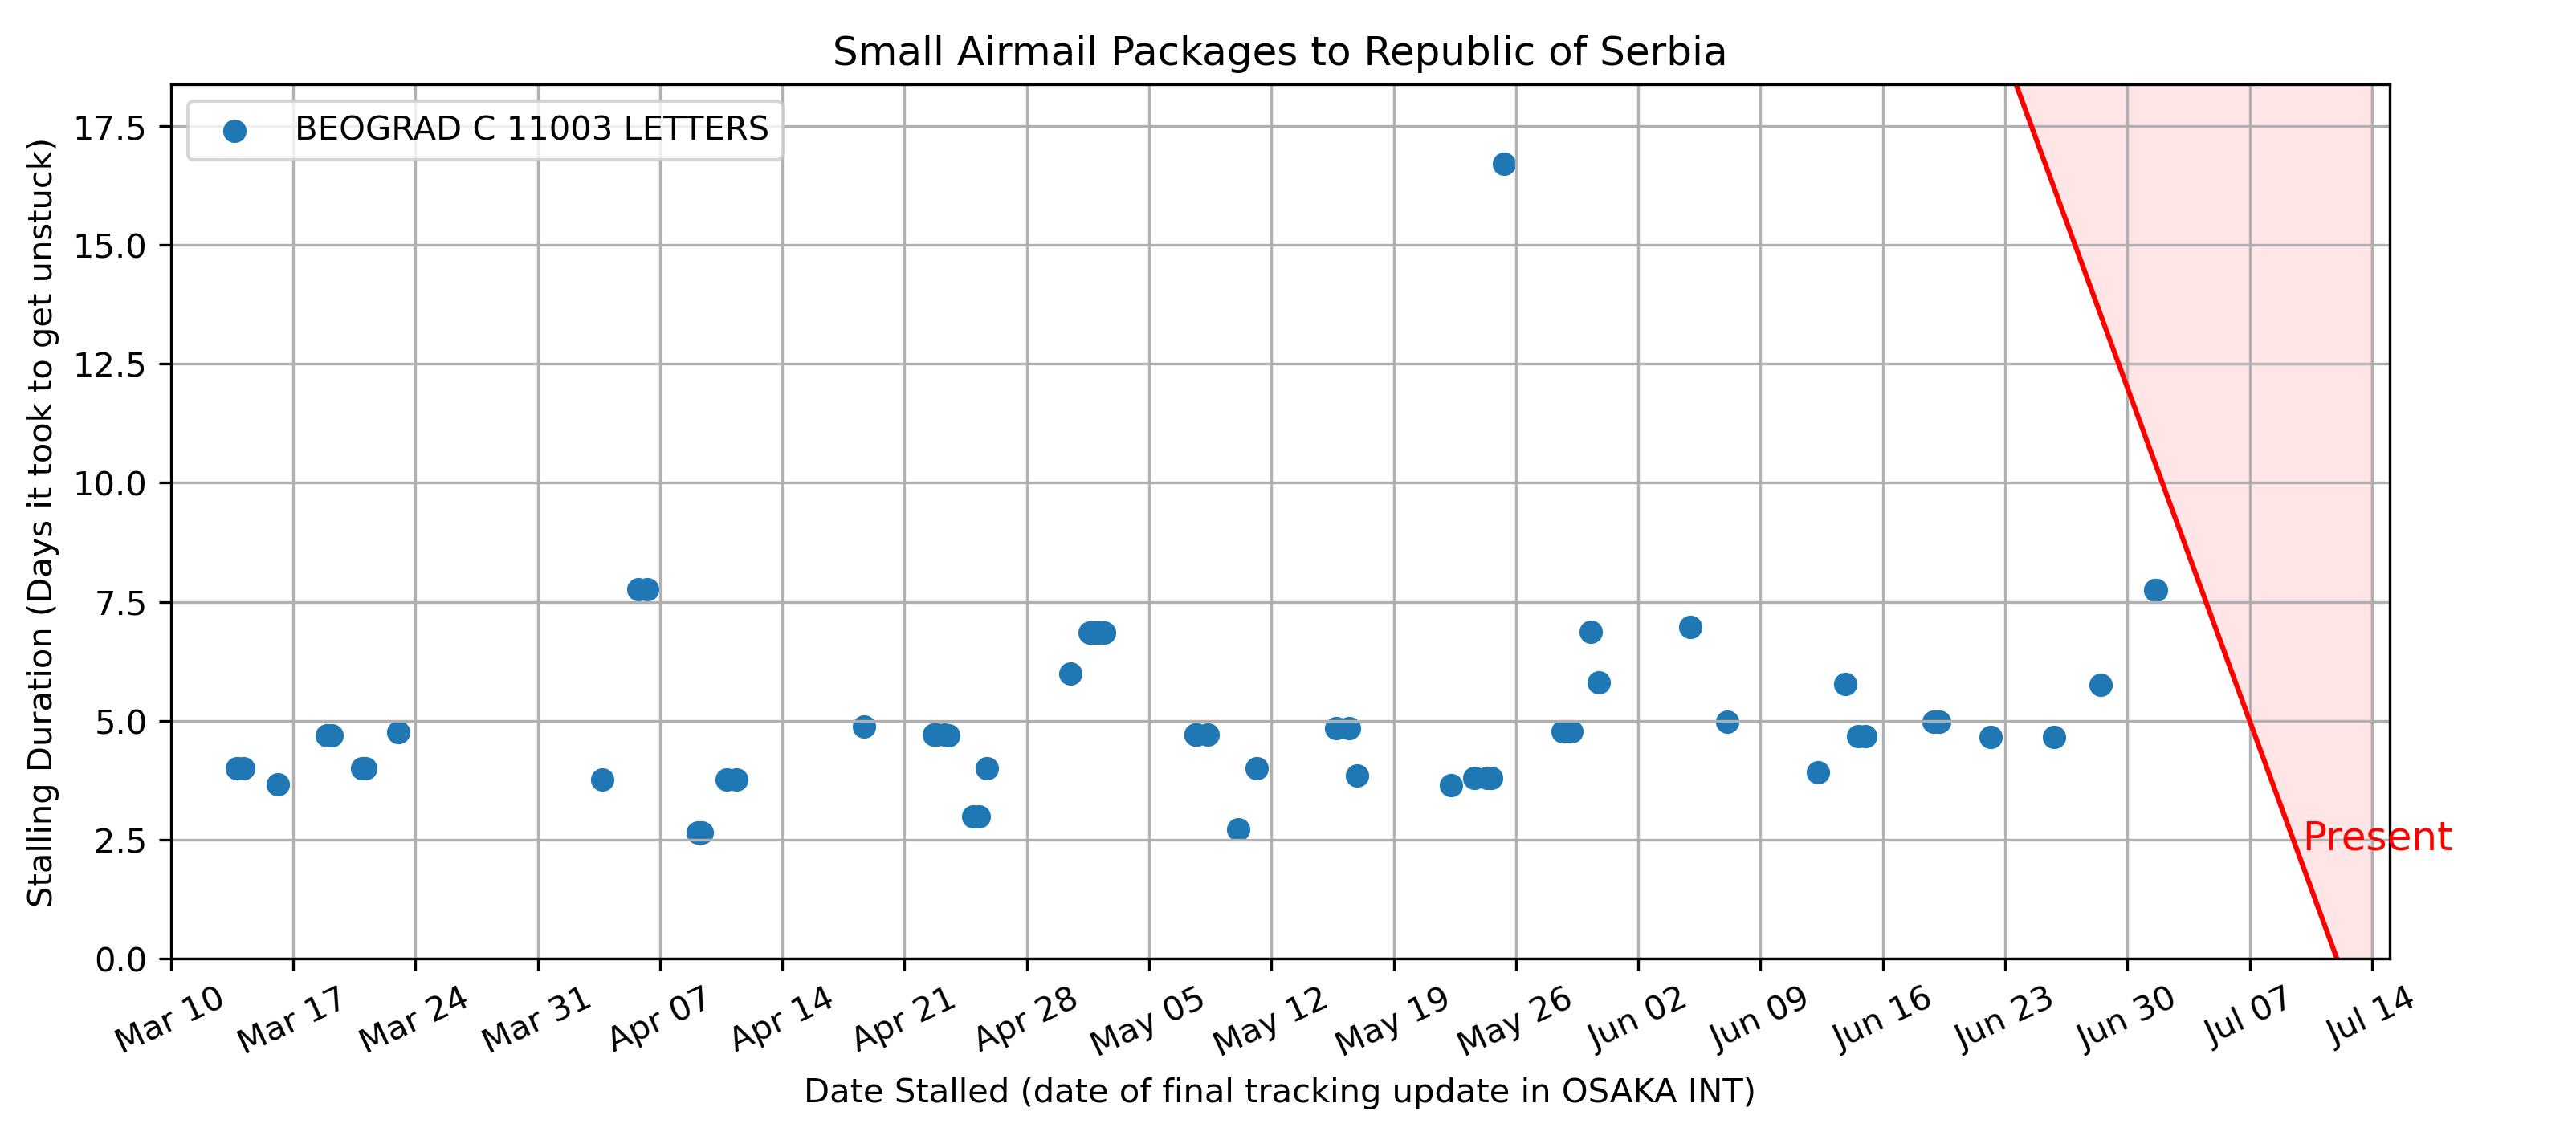 Small Airmail Packages to Republic of Serbia
BEOGRAD C 11003 LETTERS
Stalling Duration (Days it took to get unstuck)
17.5
15.0
12.5
10.0
7.5
5.0
2.5
0.0
Present
Mar 10
Mar 17
Mar 24
Mar 31
Apr 07
Apr 14
Apr 21
Apr 28
May 05
May 12
May 19
May 26
Jun 02
Jun 09
Jun 16
Jun 23
Jun 30
Jul 07
Jul 14
Date Stalled (date of final tracking update in OSAKA INT)